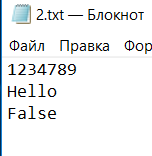 2.txt — Блокнот
Файл Правка Фор
1234789
Hello
False